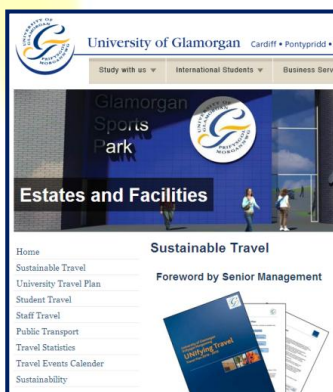 University of Glamorgan Cardiff • Pontypridd •
Study with us
International Students
Business Serv
Glamorgan
Sports
Park
Estates and Facilities
Home
Sustainable Travel
University Travel Plan
Student Travel
Staff Travel
Public Transport
Travel Statistics
Travel Events Calender
Sustainability
Sustainable Travel
Foreword by Senior Management
UNIfying Travel